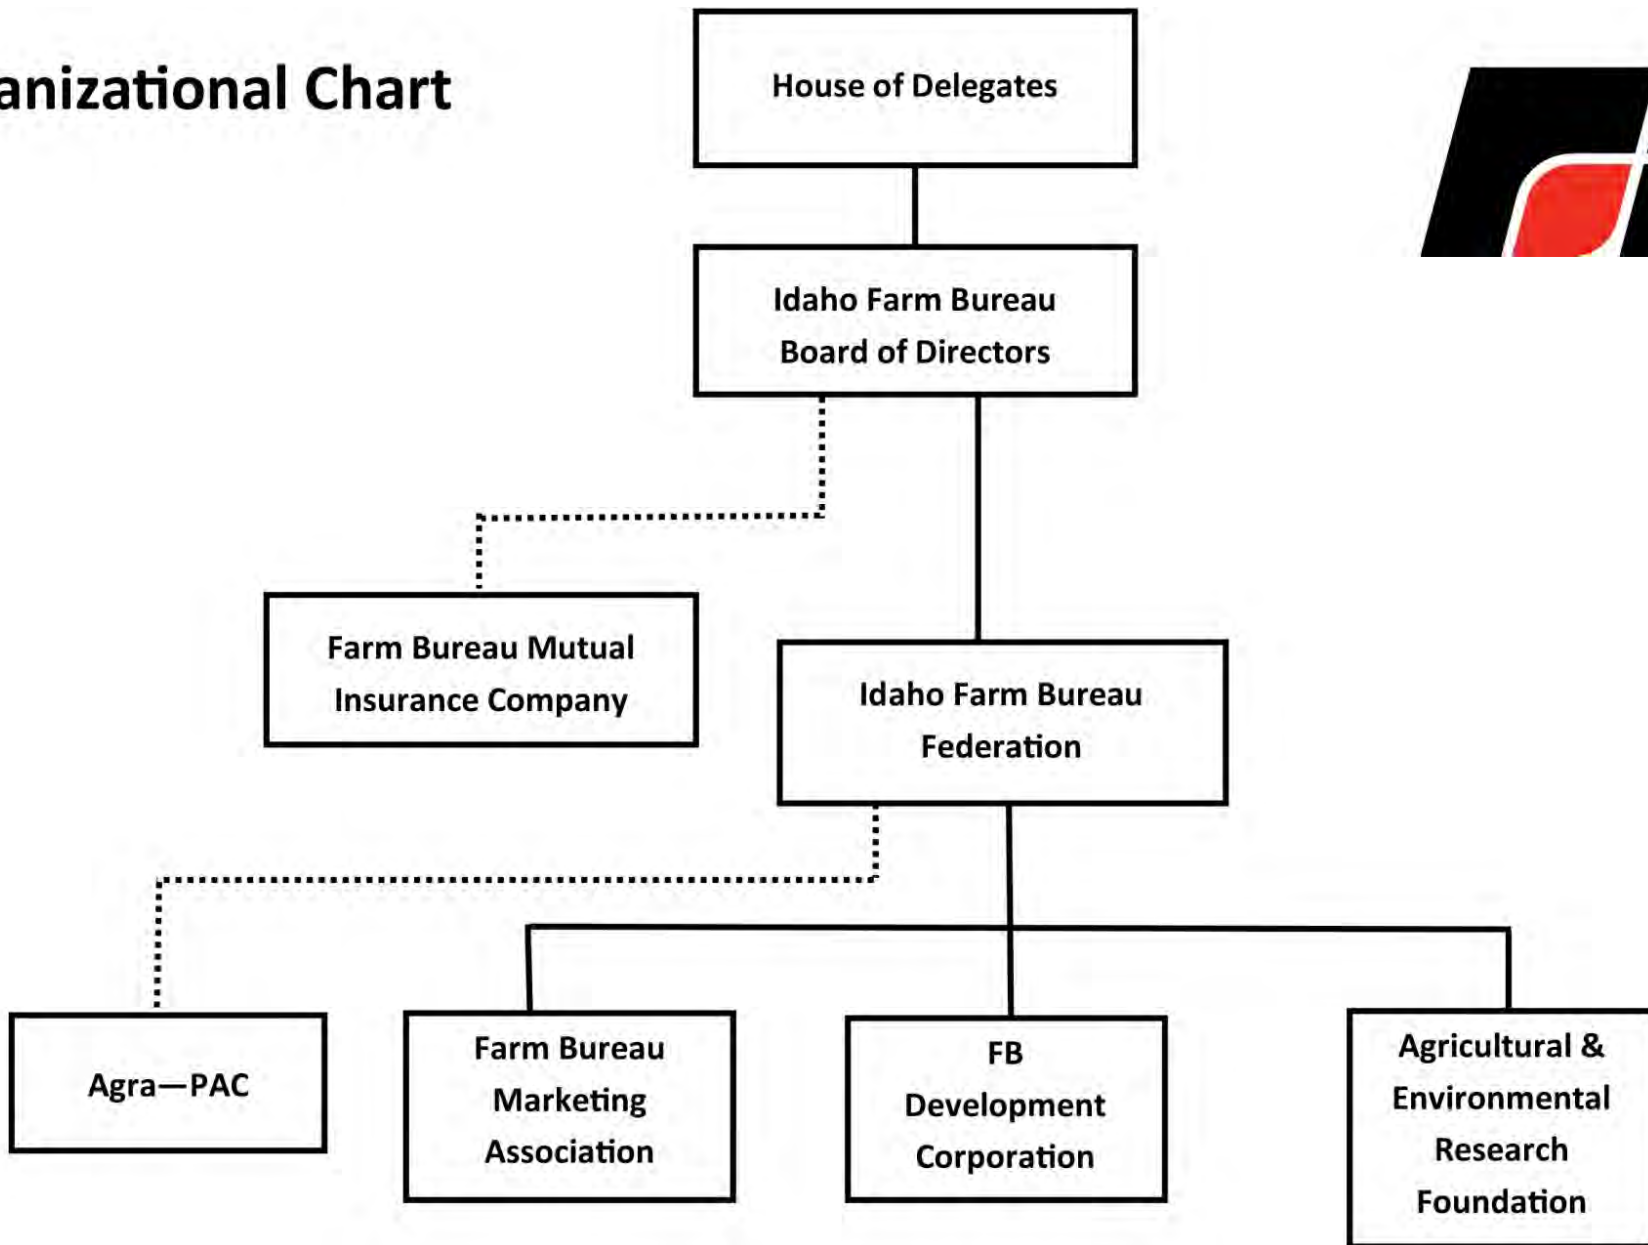 anizational Chart
House of Delegates
Idaho Farm Bureau
Board of Directors
Farm Bureau Mutual
Insurance Company
Idaho Farm Bureau
Federation
Agra—PAC
Farm Bureau
Marketing
Association
FB
Development
Corporation
Agricultural &
Environmental
Research
Foundation